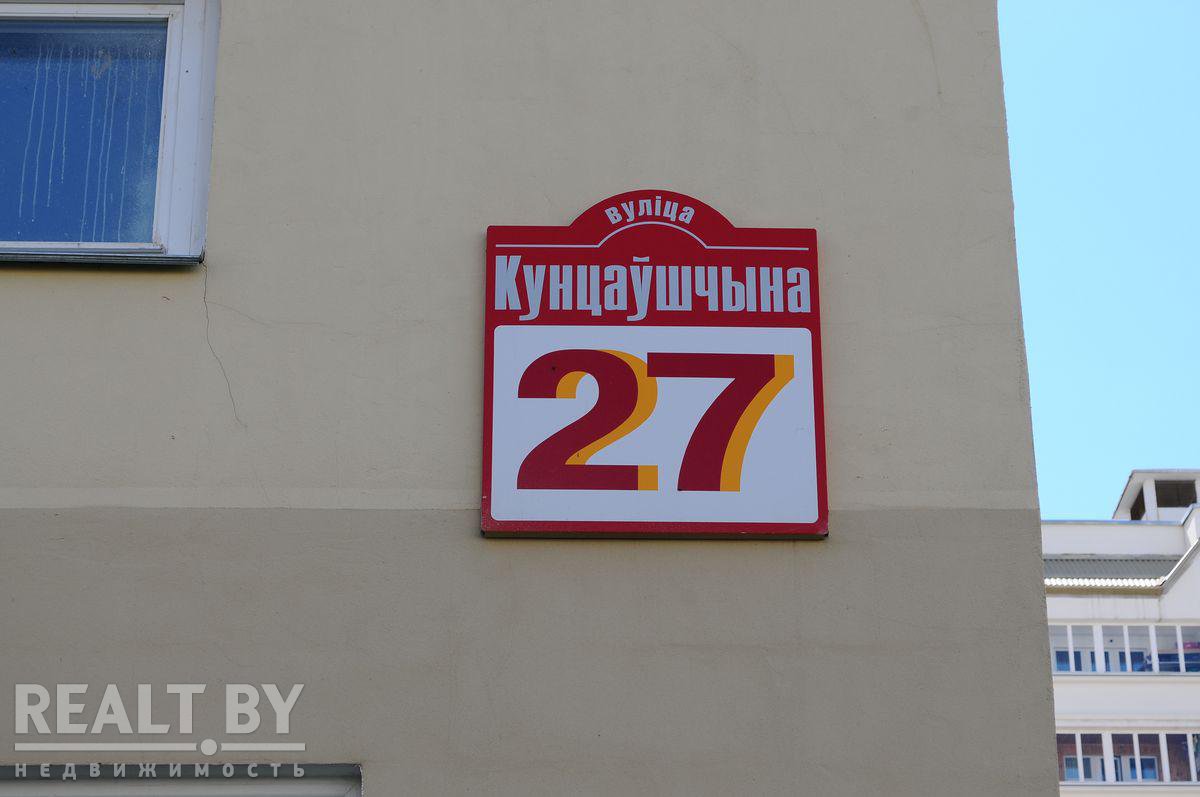 вуліца
Кунцаўшчына
27
REALT.BY
НЕДВИЖИМОСТЬ